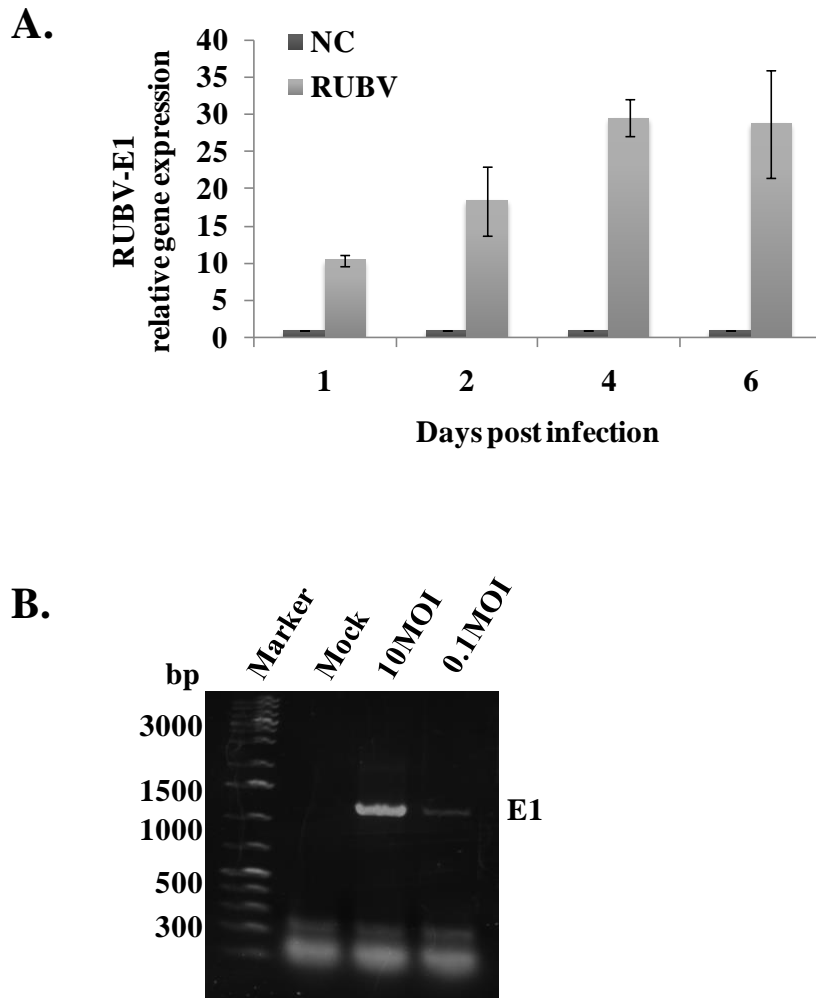 A.
40
35
30
25
20
15
10
5
0
RUBV-E1
relative gene expression
NC
RUBV
1 2 4 6
Days post infection
B.
bp
Marker
Mock
10MOI
0.1MOI
3000
1500
1000
500
300
E1